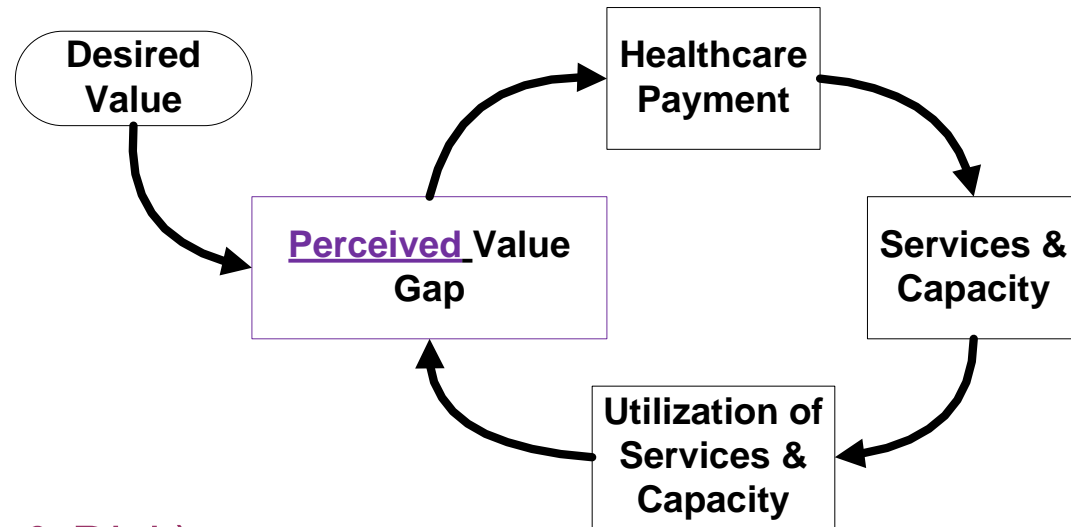 Desired
Value
Healthcare
Payment
Perceived Value
Gap
Services &
Capacity
Utilization of
Services &
Capacity